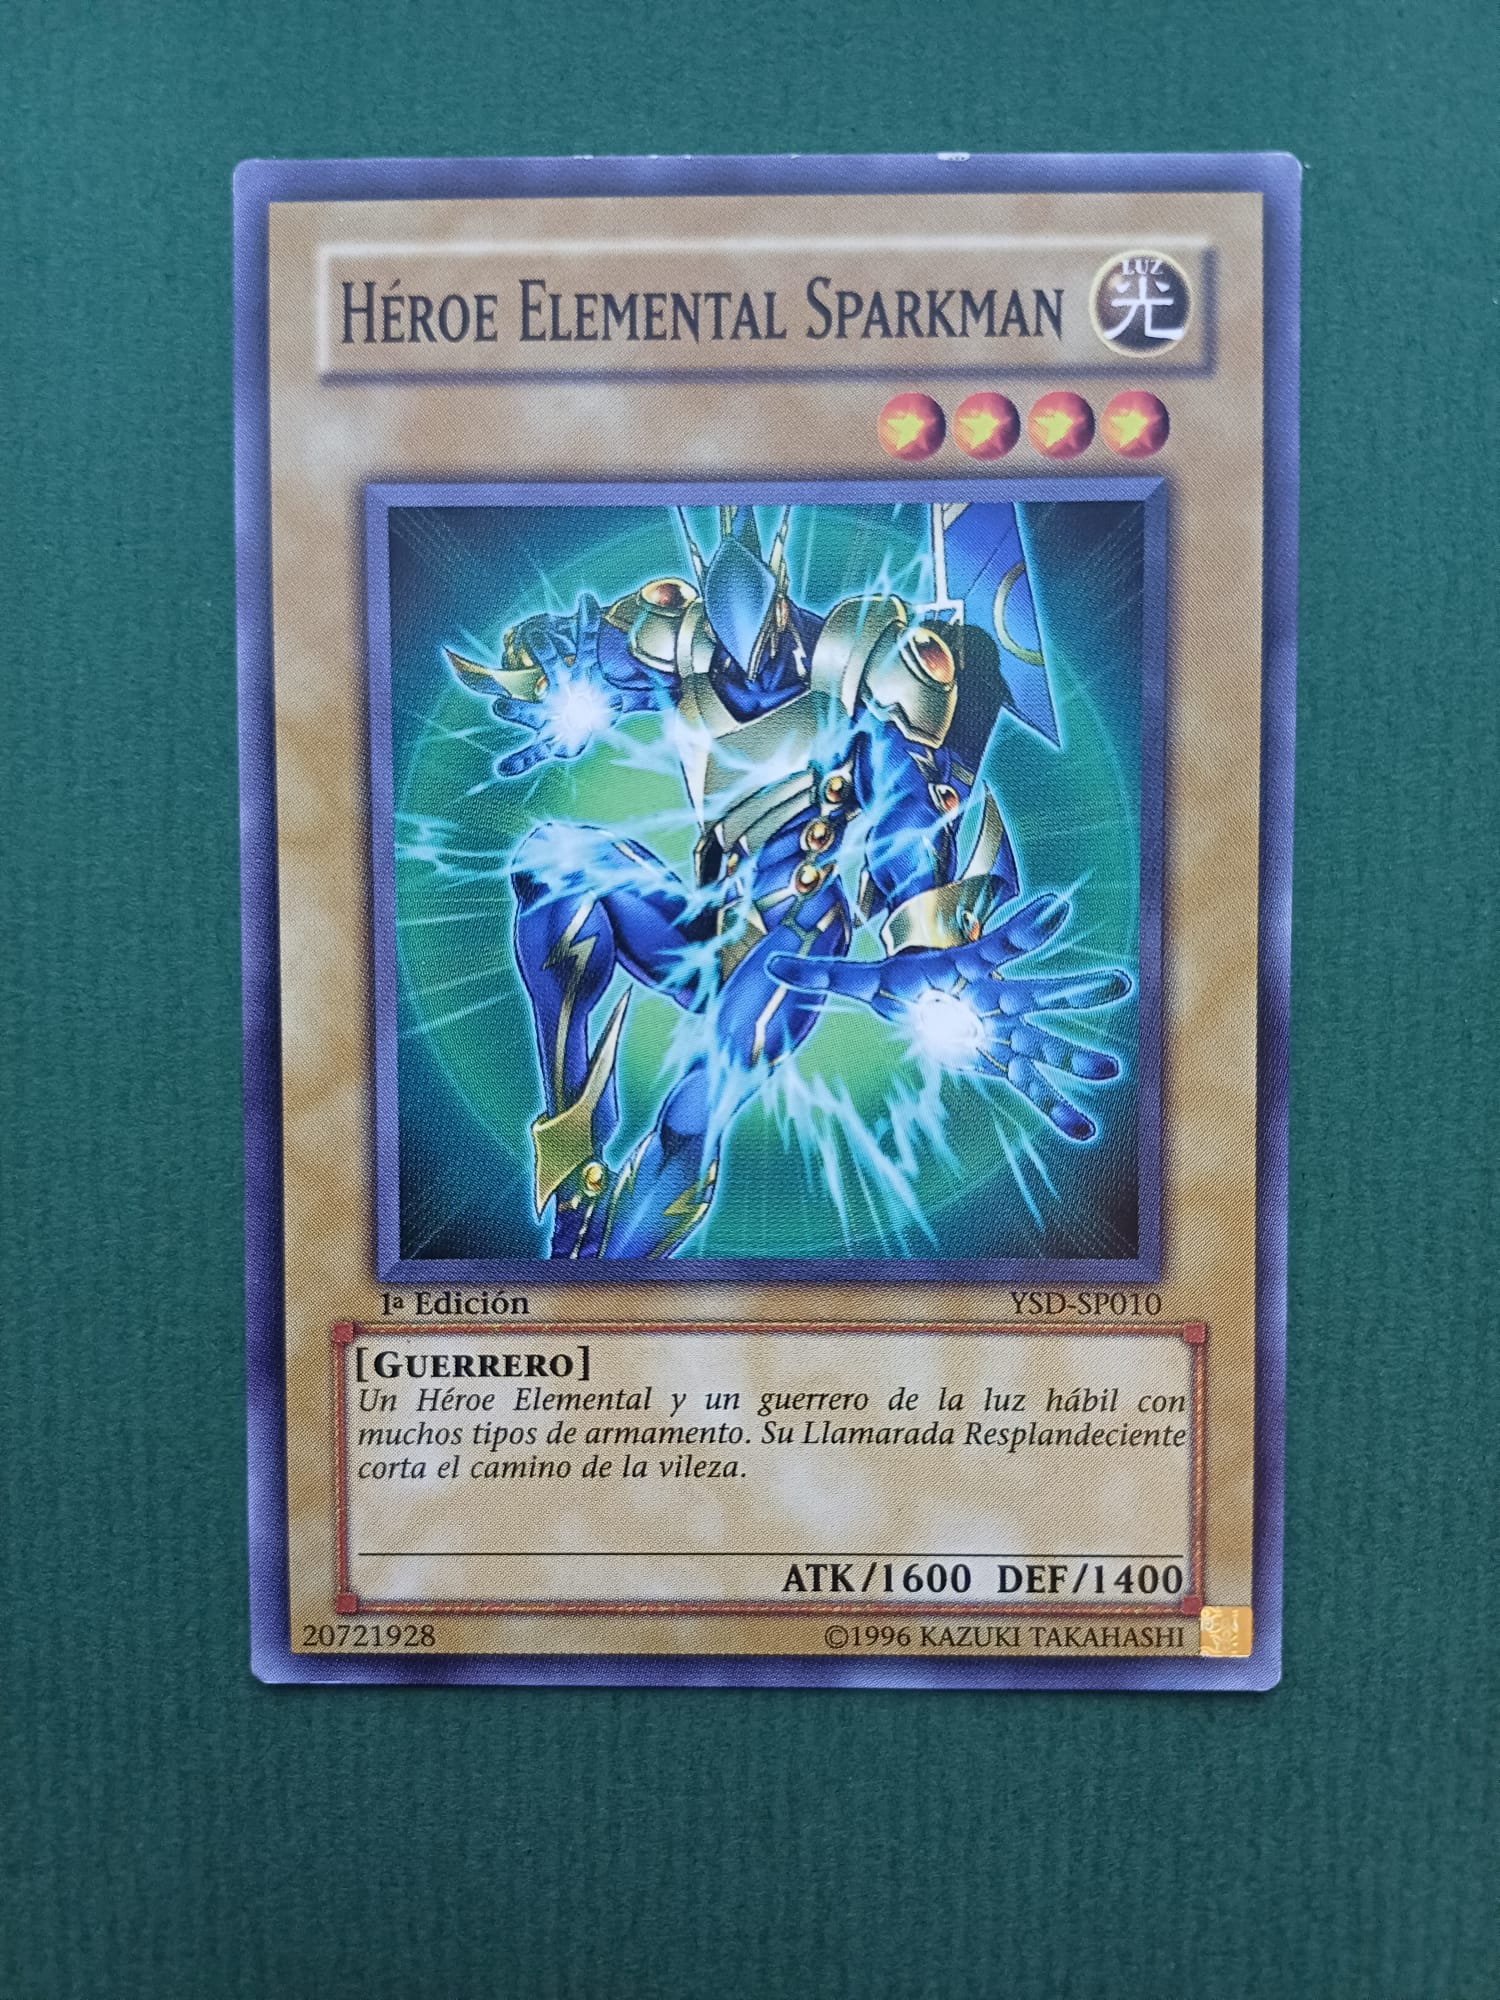 HÉROE ELEMENTAL SPARKMAN
LUZ
光
1ª Edición
YSD-SP010
[GUERRERO]
Un Héroe Elemental y un guerrero de la luz hábil con
muchos tipos de armamento. Su Llamarada Resplandeciente
corta el camino de la vileza.
ATK/1600 DEF/1400
20721928
©1996 KAZUKI TAKAHASHI